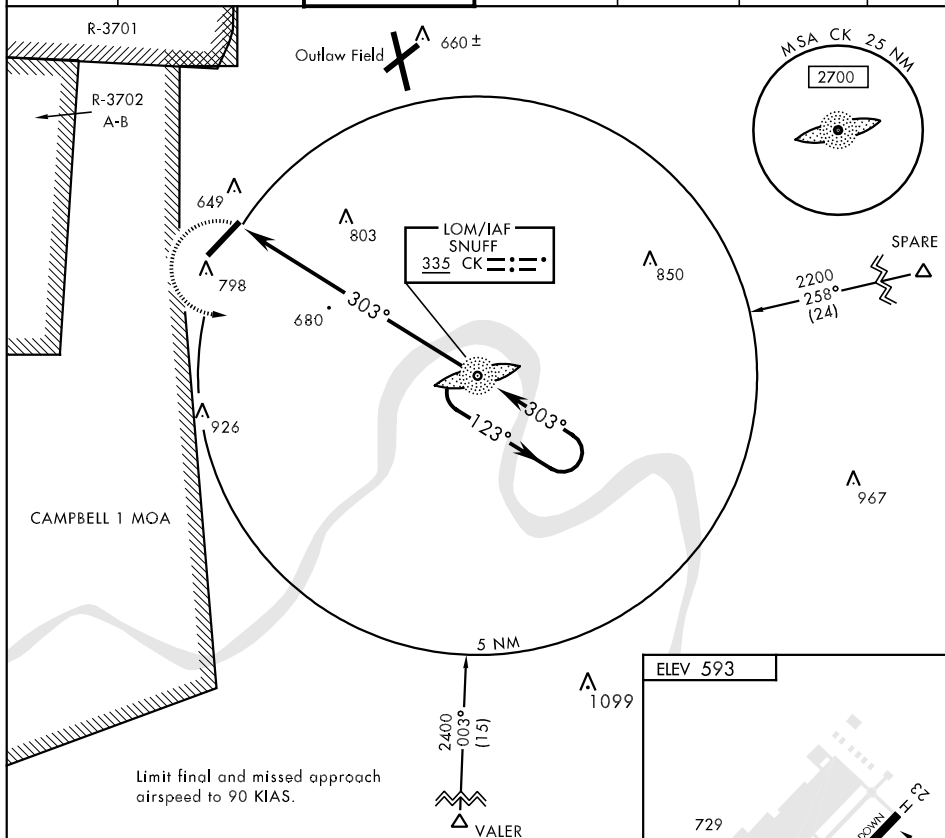 R-3701
Outlaw Field
660 ±
MSA CK 25 NM
2700
R-3702
A-B
649
803
LOM/IAF
SNUFF
335 CK
850
SPARE
2200
258°
(24)
798
680
303°
303°
123°
926
967
CAMPBELL 1 MOA
5 NM
1099
2400
003°
(15)
ELEV 593
Limit final and missed approach
airspeed to 90 KIAS.
VALER
729
DOWN
H
23